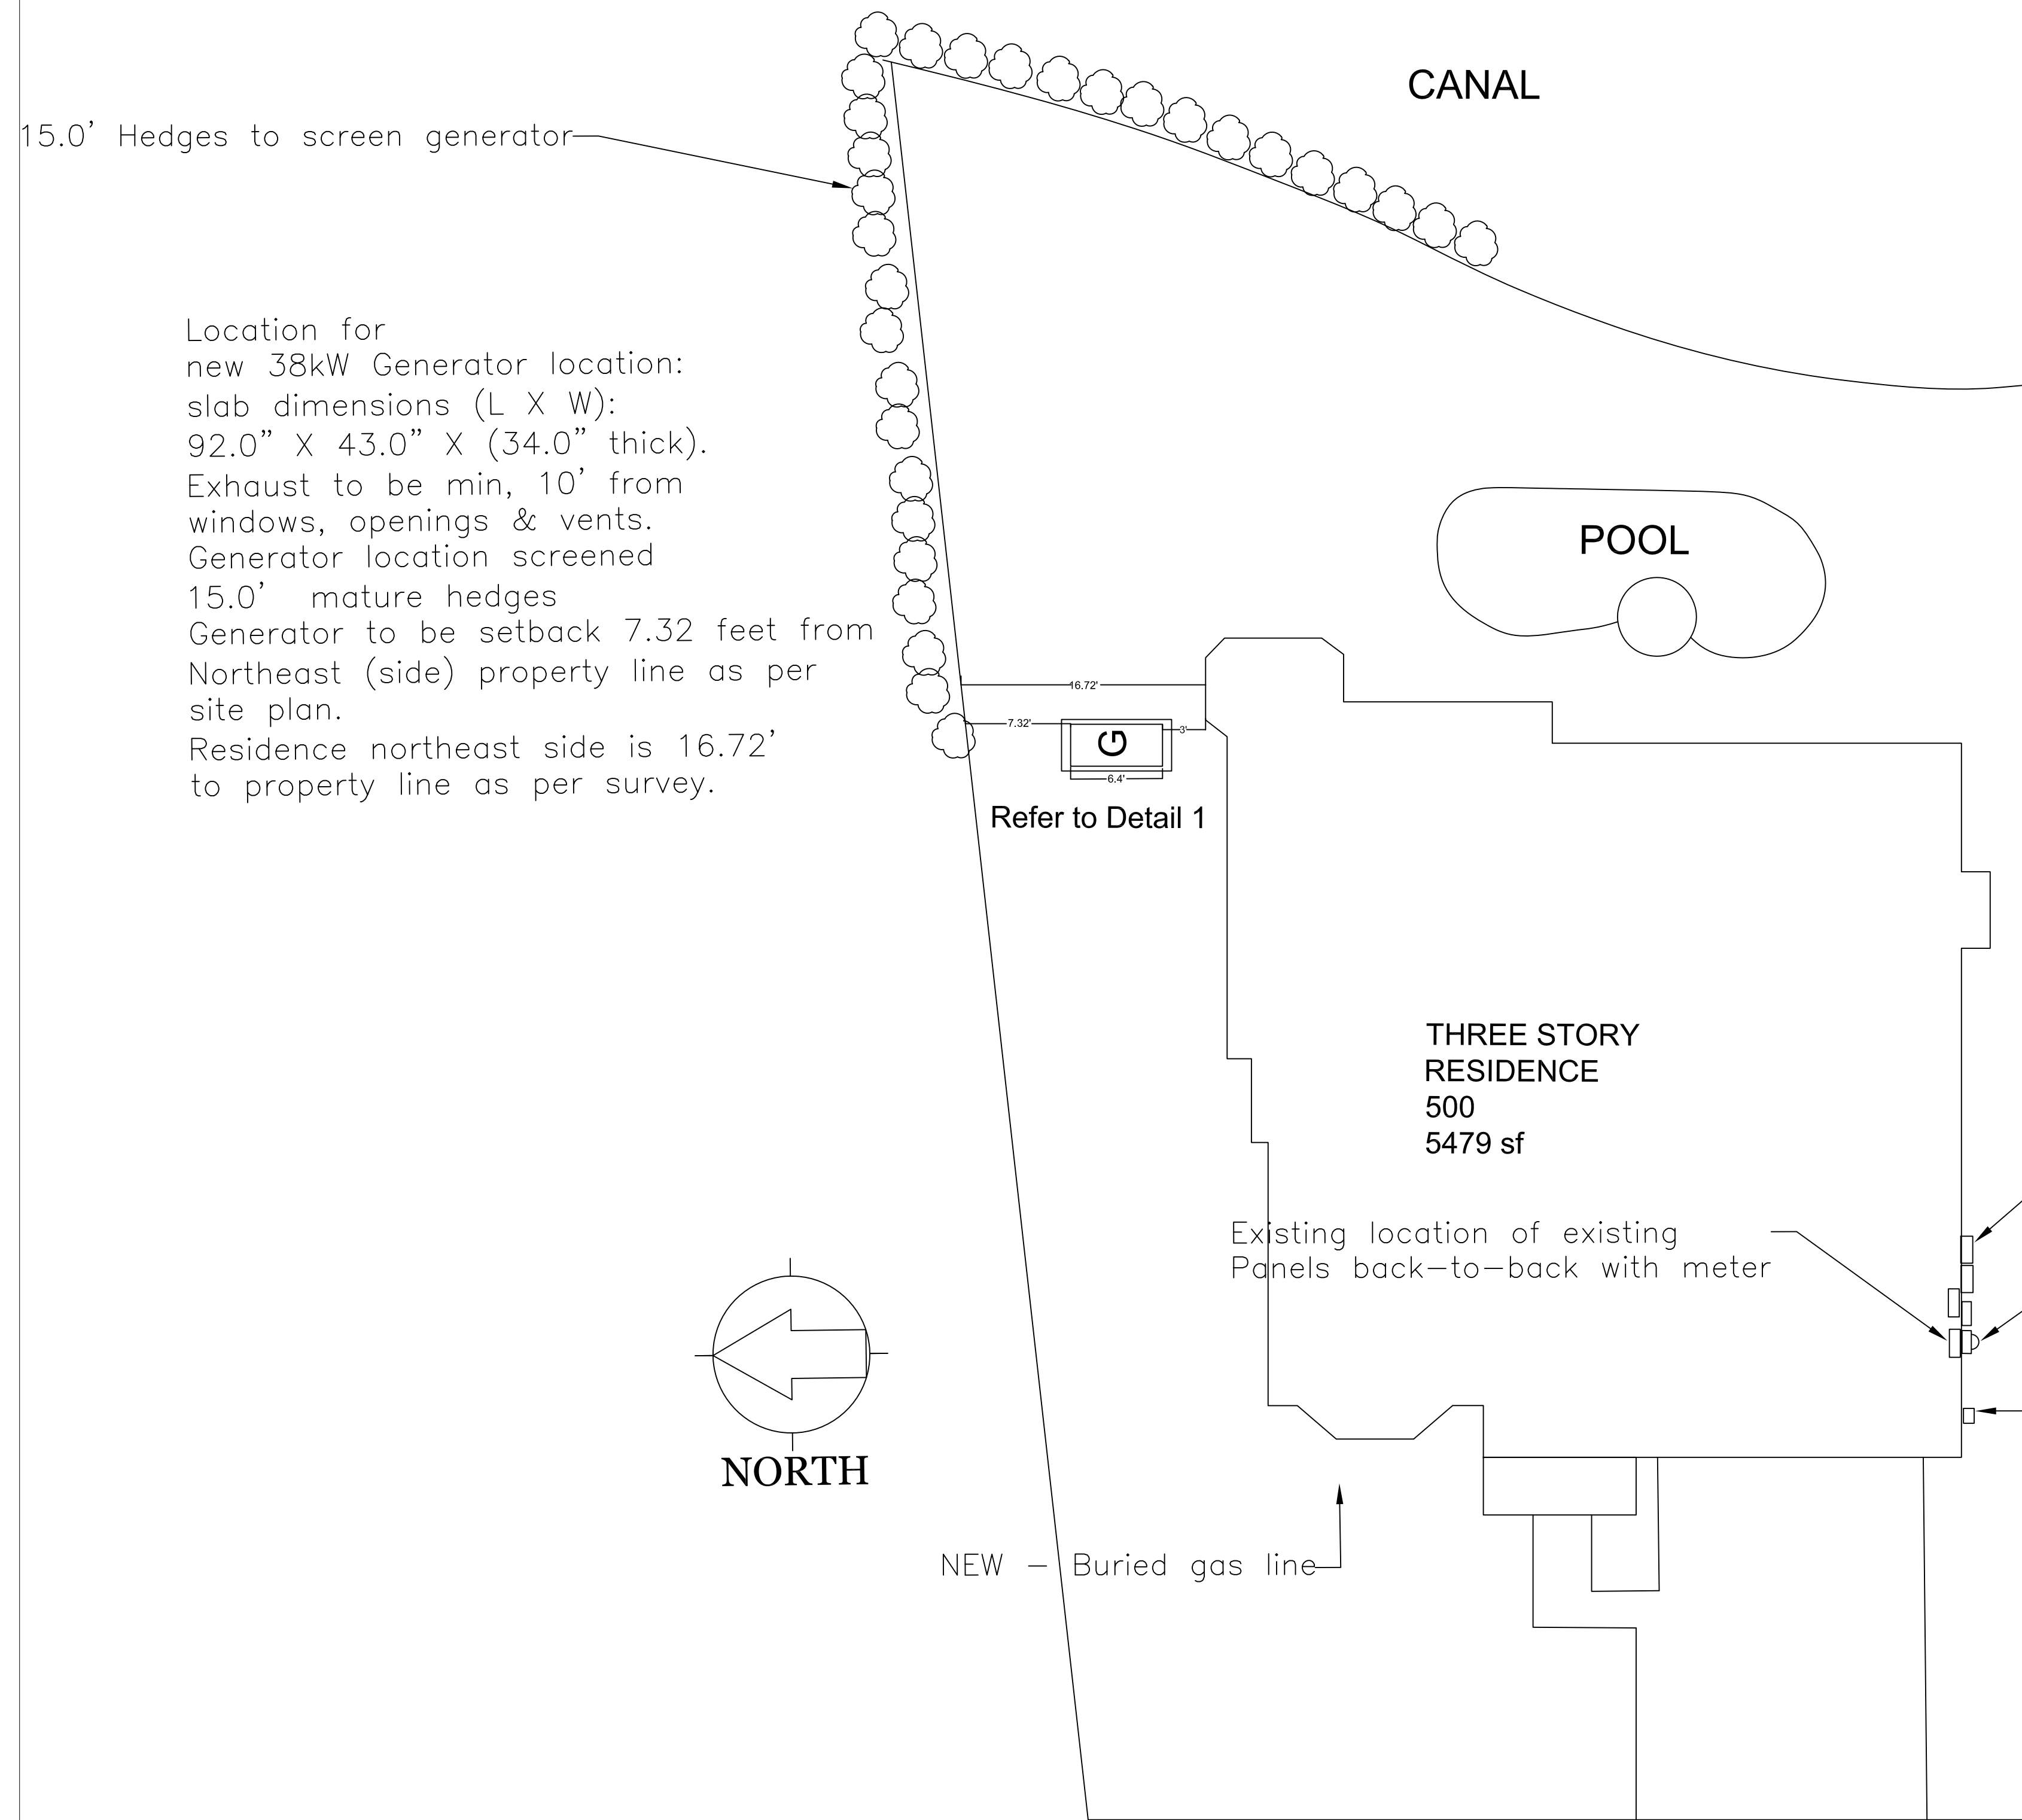 CANAL
15.0' Hedges to screen generator
Location for
new 38kW Generator location:
slab dimensions (L X W):
92.0" X 43.0" X (34.0" thick).
Exhaust to be min, 10' from
windows, openings & vents.
Generator location screened
15.0' mature hedges
Generator to be setback 7.32 feet from
Northeast (side) property line as per
site plan.
Residence northeast side is 16.72'
to property line as per survey.
POOL
16.72'
7.32'
G
3'
6.4'
Refer to Detail 1
THREE STORY
RESIDENCE
500
5479 sf
Existing location of existing
Panels back-to-back with meter
NORTH
NEW - Buried gas line